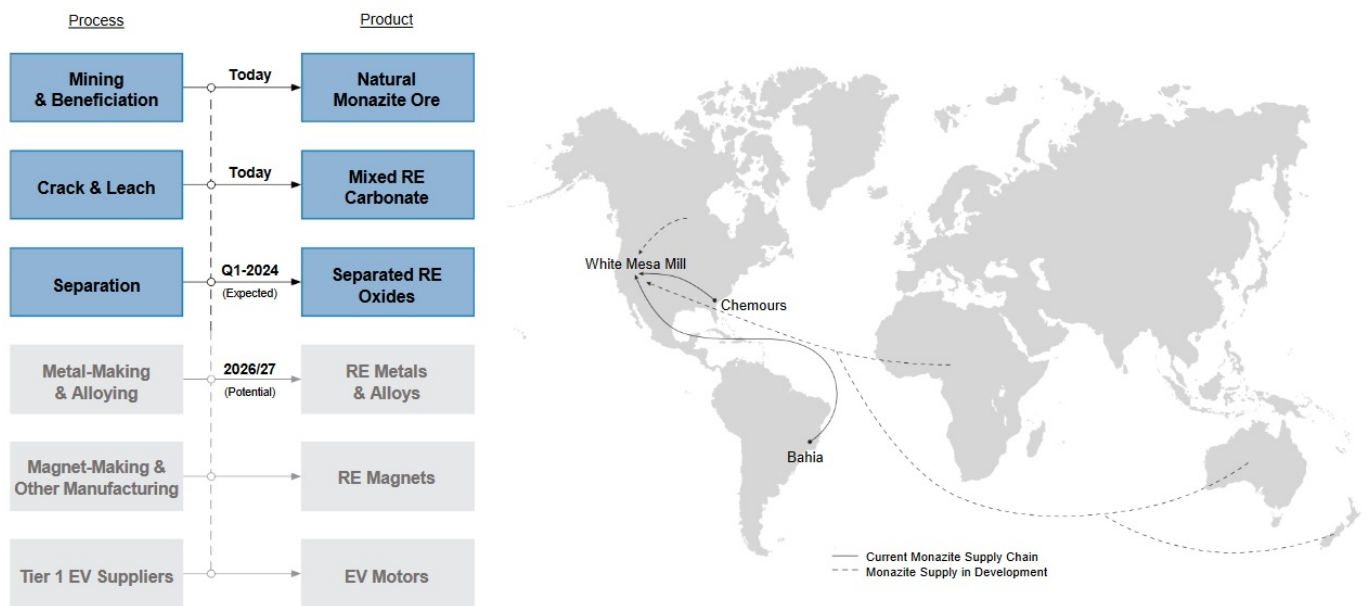 Process
Product
Mining
& Beneficiation
Today
Natural
Monazite Ore
Crack & Leach
Today
Mixed RE
Carbonate
Separation
Q1-2024
(Expected)
Separated RE
Oxides
Metal-Making
& Alloying
2026/27
(Potential)
RE Metals
& Alloys
Magnet-Making &
Other Manufacturing
RE Magnets
Tier 1 EV Suppliers
EV Motors
White Mesa Mill
Chemours
Bahia
Current Monazite Supply Chain
Monazite Supply in Development